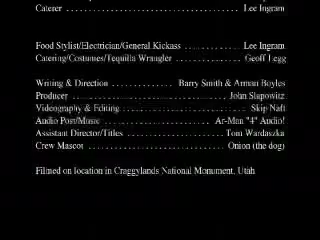 Caterer . . . . . . . . . . . . . . . . . . . . . . . . . . . . . . . . . . . . . Lee Ingram
Food Stylist/Electrician/General Kickass . . . . . . . . . . . . . Lee Ingram
Catering/Costumes/Tequilla Wrangler . . . . . . . . . . . . . . . Geoff Legg
Writing & Direction . . . . . . . . . . . . . . Barry Smith & Arman Boyles
Producer . . . . . . . . . . . . . . . . . . . . . . . . . . . . . . . . . . John Slapowitz
Videography & Editing . . . . . . . . . . . . . . . . . . . . . . . . . . . . Skip Naft
Audio Post/Music . . . . . . . . . . . . . . . . . . . . . . . Ar-Man "4" Audio!
Assistant Director/Titles . . . . . . . . . . . . . . . . . . . . . Tom Wardaszka
Crew Mascot . . . . . . . . . . . . . . . . . . . . . . . . . . . . . Onion (the dog)
Filmed on location in Craggylands National Monument, Utah